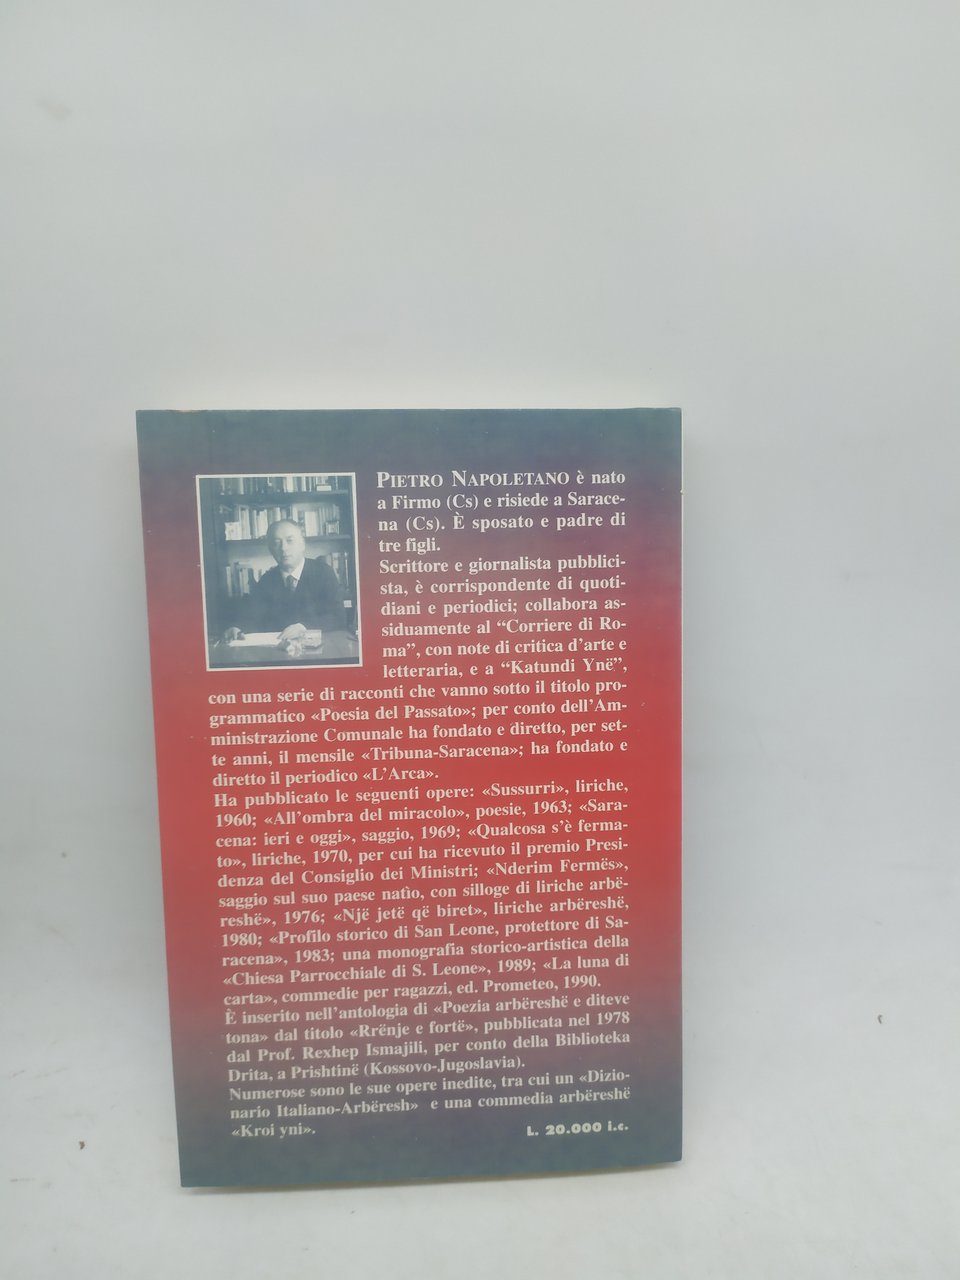 PIETRO NAPOLETANO è nato
a Firmo (Cs) e risiede a Sarace-
na (Cs). È sposato e padre di
tre figli.
Scrittore e giornalista pubblici-
sta, è corrispondente di quoti-
diani e periodici; collabora as-
siduamente al “Corriere di Ro-
ma”, con note di critica d’arte e
letteraria, e a “Katundi Ynë”,
con una serie di racconti che vanno sotto il titolo pro-
grammatico «Poesia del Passato»; per conto dell’Am-
ministrazione Comunale ha fondato e diretto, per set-
te anni, il mensile «Tribuna-Saracena»; ha fondato e
diretto il periodico «L’Arca».
Ha pubblicato le seguenti opere: «Sussurri», liriche,
1960; «All’ombra del miracolo», poesie, 1963; «Sara-
cena: ieri e oggi», saggio, 1969; «Qualcosa s’è ferma-
to», liriche, 1970, per cui ha ricevuto il premio Presi-
denza del Consiglio dei Ministri; «Nderim Fermës»,
saggio sul suo paese natìo, con silloge di liriche arbë-
reshë», 1976; «Një jetë që biret», liriche arbëreshë,
1980; «Profilo storico di San Leone, protettore di Sa-
racena», 1983; una monografia storico-artistica della
«Chiesa Parrocchiale di S. Leone», 1989; «La luna di
carta», commedie per ragazzi, ed. Prometeo, 1990.
È inserito nell’antologia di «Poezia arbëreshë e diteve
tona» dal titolo «Rrënje e fortë», pubblicata nel 1978
dal Prof. Rexhep Ismajili, per conto della Biblioteka
Drita, a Prishtinë (Kossovo-Jugoslavia).
Numerose sono le sue opere inedite, tra cui un «Dizio-
nario Italiano-Arbëresh» e una commedia arbëreshë
«Kroi yni».
L. 20.000 i.c.